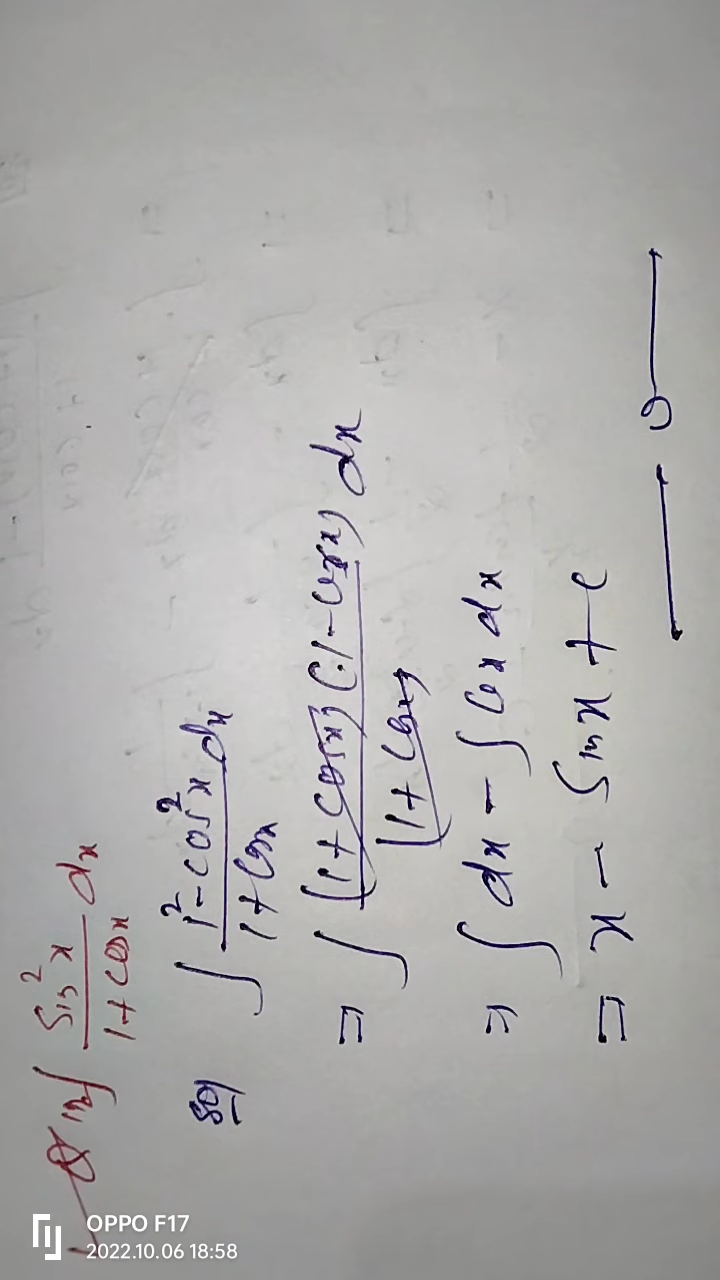 Q ∫ Sin²x / 1 + cosx dx
Sol ∫ 1² - cos²x / 1 + Cosx dx
= ∫ (1 + cosx) (1 - Cosx) / (1 + Cosx) dx
= ∫ dx - ∫ Cosx dx
= x - Sinx + c
OPPO F17
2022.10.06 18:58